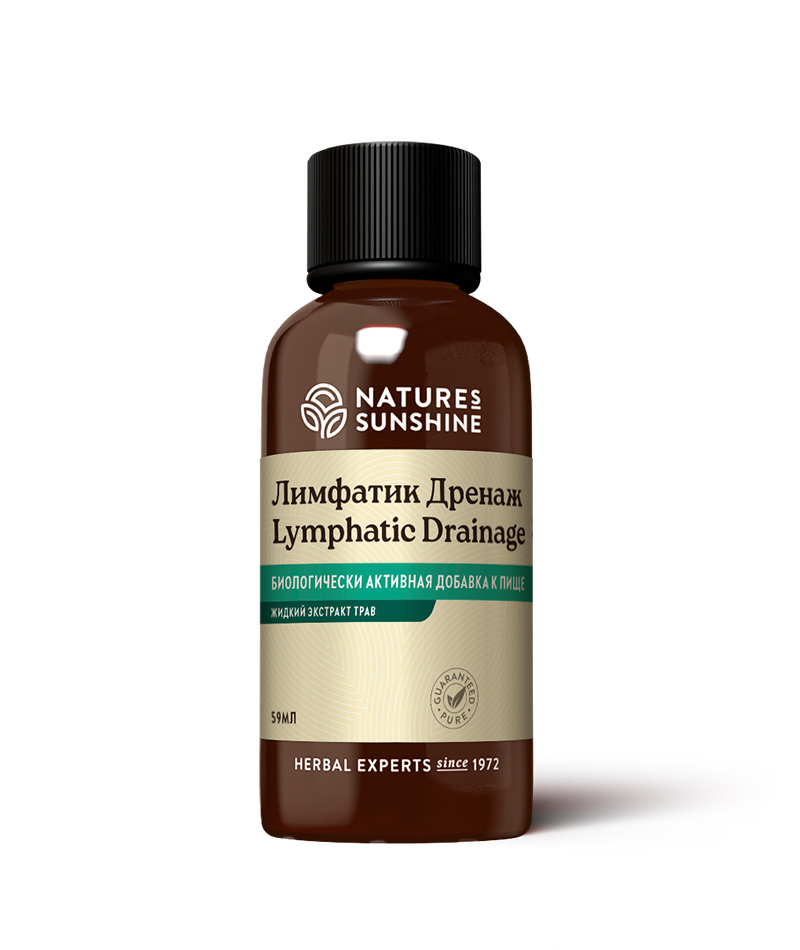 NATURES
SUNSHINE
Лимфатик Дренаж
Lymphatic Drainage
БИОЛОГИЧЕСКИ АКТИВНАЯ ДОБАВКА К ПИЩЕ
ЖИДКИЙ ЭКСТРАКТ ТРАВ
GUARANTEED
• PURE •
59МЛ
HERBAL EXPERTS since 1972